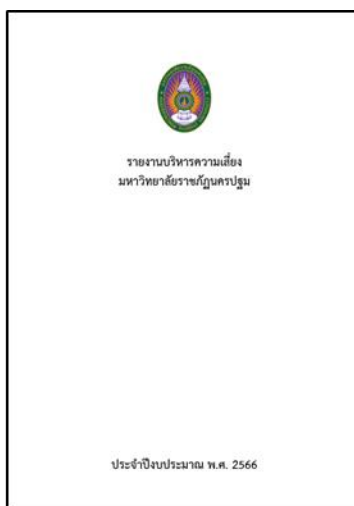 รายงานบริหารความเสี่ยง
มหาวิทยาลัยราชภัฏนครปฐม
ประจำปีงบประมาณ พ.ศ. 2566